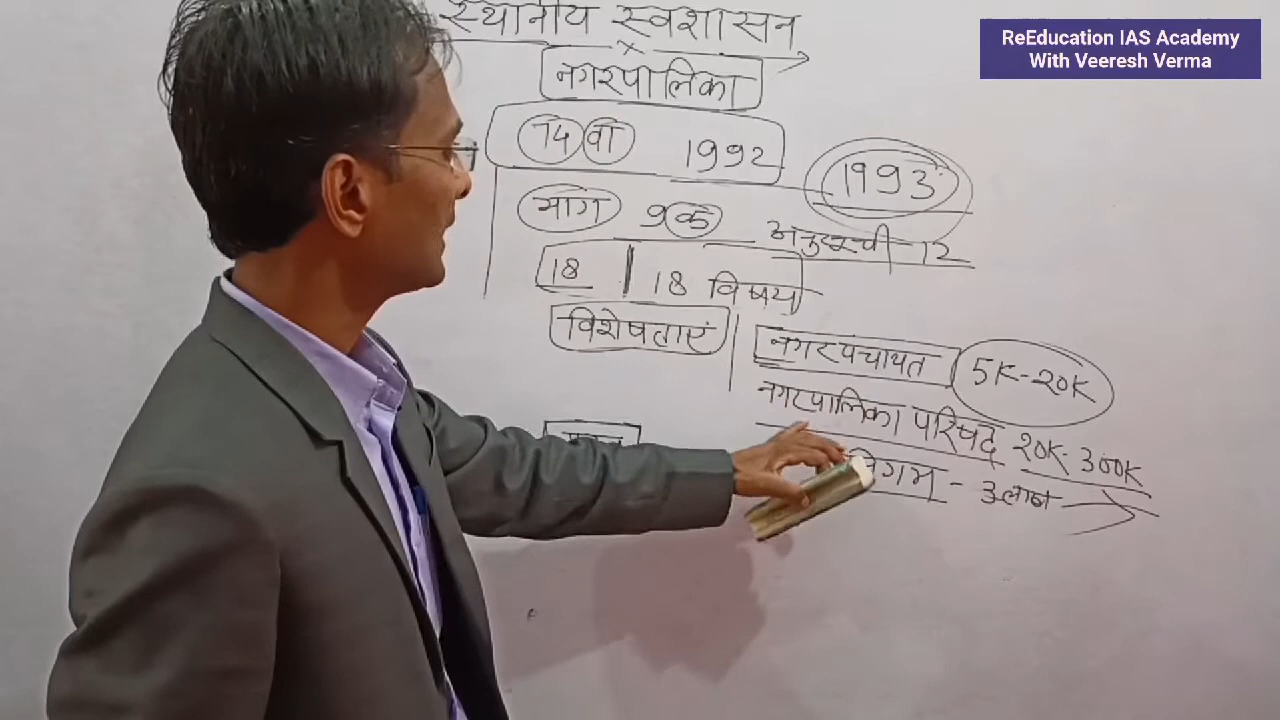 स्थानीय स्वशासन
नगरपालिका
74 वा 1992 1993
भाग 9क अनुसूची-12
18 | 18 विषय
विशेषताएं
नगरपंचायत 5K-20K
नगरपालिका परिषद 20K-300K
निगम - 3लाख
ReEducation IAS Academy
With Veeresh Verma